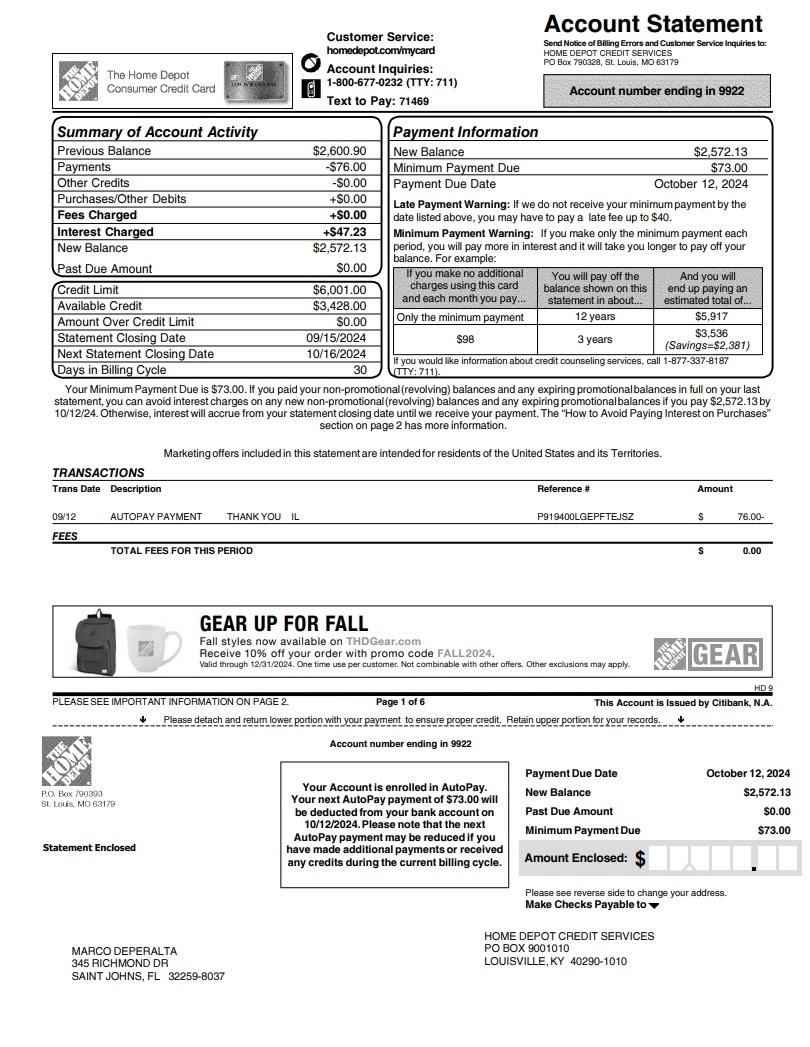 Account Statement
Send Notice of Billing Errors and Customer Service Inquiries to:
HOME DEPOT CREDIT SERVICES
PO Box 790328, St. Louis, MO 63179
Account number ending in 9922
Customer Service:
homedepot.com/mycard
Account Inquiries:
1-800-677-0232 (TTY: 711)
Text to Pay: 71469
THE HOME DEPOT
The Home Depot
Consumer Credit Card
Summary of Account Activity
Previous Balance $2,600.90
Payments -$76.00
Other Credits -$0.00
Purchases/Other Debits +$0.00
Fees Charged +$0.00
Interest Charged +$47.23
New Balance $2,572.13
Past Due Amount $0.00
Credit Limit $6,001.00
Available Credit $3,428.00
Amount Over Credit Limit $0.00
Statement Closing Date 09/15/2024
Next Statement Closing Date 10/16/2024
Days in Billing Cycle 30
Payment Information
New Balance $2,572.13
Minimum Payment Due $73.00
Payment Due Date October 12, 2024
Late Payment Warning: If we do not receive your minimum payment by the
date listed above, you may have to pay a late fee up to $40.
Minimum Payment Warning: If you make only the minimum payment each
period, you will pay more in interest and it will take you longer to pay off your
balance. For example:
If you make no additional
charges using this card
and each month you pay...
You will pay off the
balance shown on this
statement in about...
And you will
end up paying an
estimated total of...
Only the minimum payment 12 years $5,917
$98 3 years $3,536
(Savings=$2,381)
If you would like information about credit counseling services, call 1-877-337-8187
(TTY: 711).
Your Minimum Payment Due is $73.00. If you paid your non-promotional (revolving) balances and any expiring promotional balances in full on your last
statement, you can avoid interest charges on any new non-promotional (revolving) balances and any expiring promotional balances if you pay $2,572.13 by
10/12/24. Otherwise, interest will accrue from your statement closing date until we receive your payment. The "How to Avoid Paying Interest on Purchases"
section on page 2 has more information.
Marketing offers included in this statement are intended for residents of the United States and its Territories.
TRANSACTIONS
Trans Date Description Reference # Amount
09/12 AUTOPAY PAYMENT THANK YOU IL P919400LGEPFTEJSZ $ 76.00-
FEES
TOTAL FEES FOR THIS PERIOD $ 0.00
GEAR UP FOR FALL
Fall styles now available on THDGear.com
Receive 10% off your order with promo code FALL2024.
Valid through 12/31/2024. One time use per customer. Not combinable with other offers. Other exclusions may apply.
THE HOME DEPOT GEAR
HD 9
PLEASE SEE IMPORTANT INFORMATION ON PAGE 2. Page 1 of 6 This Account is Issued by Citibank, N.A.
Please detach and return lower portion with your payment to ensure proper credit. Retain upper portion for your records.
THE HOME DEPOT
P.O. Box 790393
St. Louis, MO 63179
Statement Enclosed
Account number ending in 9922
Your Account is enrolled in AutoPay.
Your next AutoPay payment of $73.00 will
be deducted from your bank account on
10/12/2024. Please note that the next
AutoPay payment may be reduced if you
have made additional payments or received
any credits during the current billing cycle.
Payment Due Date October 12, 2024
New Balance $2,572.13
Past Due Amount $0.00
Minimum Payment Due $73.00
Amount Enclosed: $ .
Please see reverse side to change your address.
Make Checks Payable to
MARCO DEPERALTA
345 RICHMOND DR
SAINT JOHNS, FL 32259-8037
HOME DEPOT CREDIT SERVICES
PO BOX 9001010
LOUISVILLE, KY 40290-1010